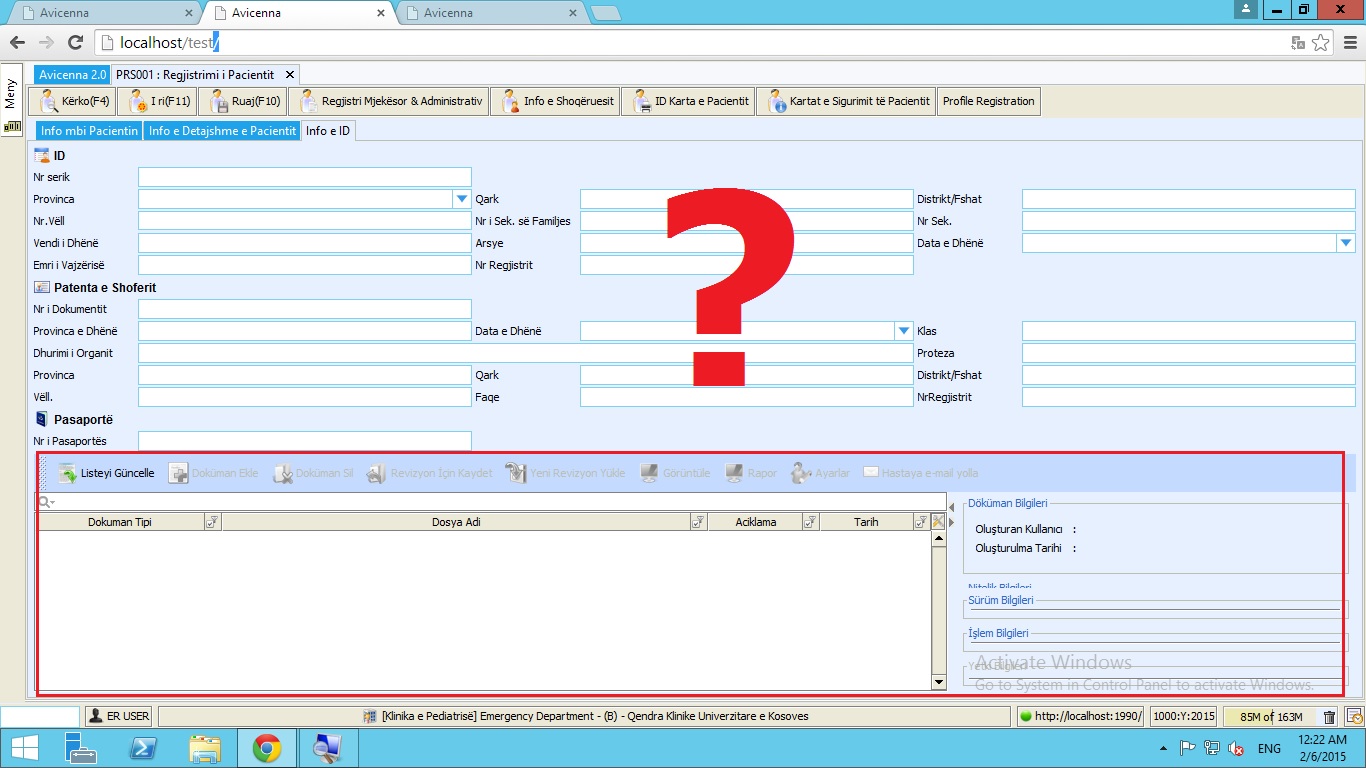 Avicenna Avicenna Avicenna
localhost/test/
Meny
Avicenna 2.0 PRS001 : Regjistrimi i Pacientit
Kërko(F4) I ri(F11) Ruaj(F10) Regjistri Mjekësor & Administrativ Info e Shoqëruesit ID Karta e Pacientit Kartat e Sigurimit të Pacientit Profile Registration
Info mbi Pacientin Info e Detajshme e Pacientit Info e ID
ID
Nr serik
Provinca Qark Distrikt/Fshat
Nr.Vëll Nr i Sek. së Familjes Nr Sek.
Vendi i Dhënë Arsye Data e Dhënë
Emri i Vajzërisë Nr Regjistrit
?
Patenta e Shoferit
Nr i Dokumentit
Provinca e Dhënë Data e Dhënë Klas
Dhurimi i Organit Proteza
Provinca Qark Distrikt/Fshat
Vëll. Faqe NrRegjistrit
Pasaportë
Nr i Pasaportës
Listeyi Güncelle Doküman Ekle Doküman Sil Revizyon İçin Kaydet Yeni Revizyon Yükle Görüntüle Rapor Ayarlar Hastaya e-mail yolla
Dokuman Tipi Dosya Adi Aciklama Tarih
Döküman Bilgileri
Oluşturan Kullanıcı :
Oluşturulma Tarihi :
Nitelik Bilgileri
Sürüm Bilgileri
İşlem Bilgileri
Yetki Bilgileri
Activate Windows
Go to System in Control Panel to activate Windows.
ER USER [Klinika e Pediatrisë] Emergency Department - (B) - Qendra Klinike Univerzitare e Kosoves http://localhost:1990/ 1000:Y:2015 85M of 163M
ENG 12:22 AM
2/6/2015